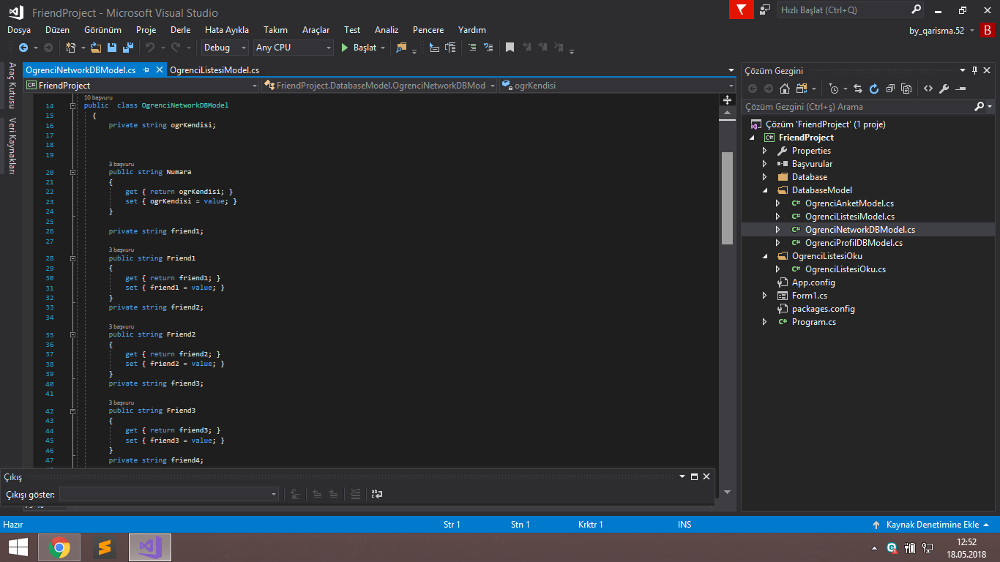 FriendProject - Microsoft Visual Studio
Hızlı Başlat (Ctrl+Q)
Dosya Düzen Görünüm Proje Derle Hata Ayıkla Takım Araçlar Test Analiz Pencere Yardım
by_qarisma.52 B
Debug Any CPU Başlat
Araç Kutusu
Veri Kaynakları
OgrenciNetworkDBModel.cs OgrenciListesiModel.cs
FriendProject FriendProject.DatabaseModel.OgrenciNetworkDBMod ogrKendisi
10 başvuru
14 public class OgrenciNetworkDBModel
15 {
16 private string ogrKendisi;
17
18
19
3 başvuru
20 public string Numara
21 {
22 get { return ogrKendisi; }
23 set { ogrKendisi = value; }
24 }
25
26 private string friend1;
27
3 başvuru
28 public string Friend1
29 {
30 get { return friend1; }
31 set { friend1 = value; }
32 }
33 private string friend2;
34
3 başvuru
35 public string Friend2
36 {
37 get { return friend2; }
38 set { friend2 = value; }
39 }
40 private string friend3;
41
3 başvuru
42 public string Friend3
43 {
44 get { return friend3; }
45 set { friend3 = value; }
46 }
47 private string friend4;
Çıkış
Çıkışı göster:
Çözüm Gezgini
Çözüm Gezgini (Ctrl+ş) Arama
Çözüm 'FriendProject' (1 proje)
C# FriendProject
Properties
Başvurular
Database
DatabaseModel
C# OgrenciAnketModel.cs
C# OgrenciListesiModel.cs
C# OgrenciNetworkDBModel.cs
C# OgrenciProfilDBModel.cs
OgrenciListesiOku
C# OgrenciListesiOku.cs
App.config
Form1.cs
packages.config
C# Program.cs
Hazır Str 1 Stn 1 Krktr 1 INS Kaynak Denetimine Ekle
12:52
18.05.2018